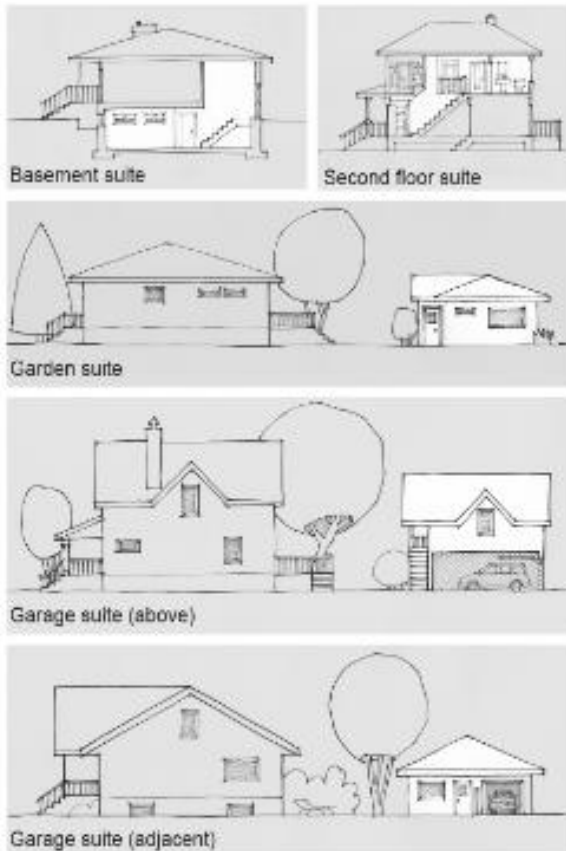 Basement suite
Second floor suite
Garden suite
Garage suite (above)
Garage suite (adjacent)